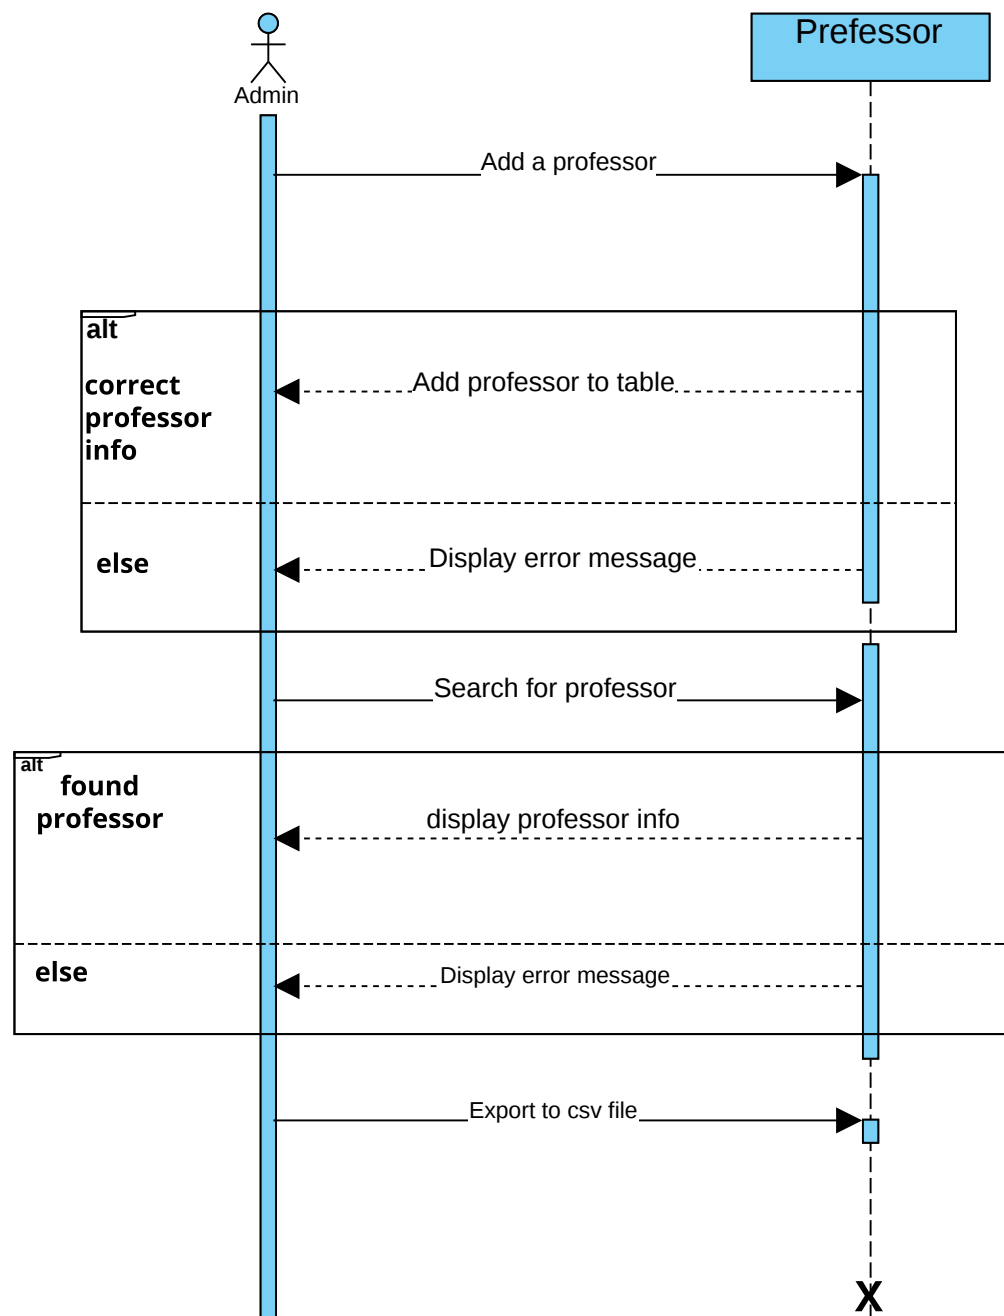 Admin
Prefessor
Add a professor
alt
correct
professor
info
Add professor to table
else
Display error message
Search for professor
alt
found
professor
display professor info
else
Display error message
Export to csv file
X